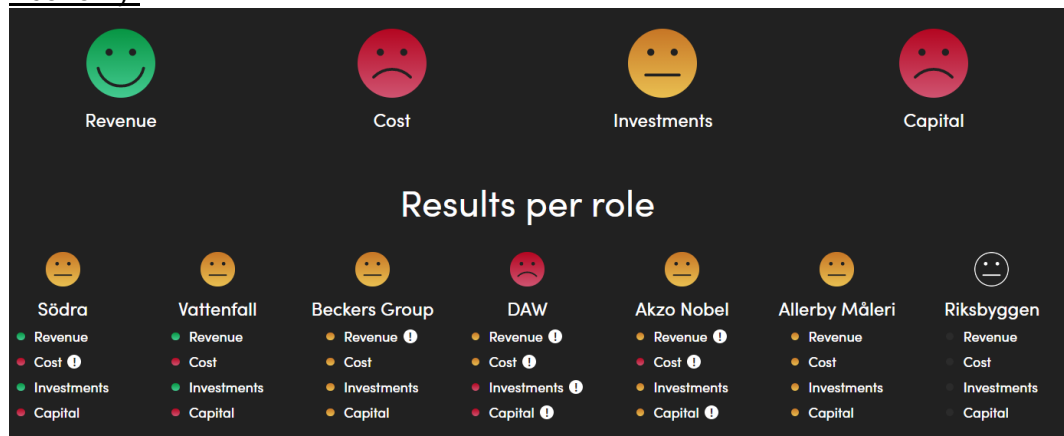 Revenue Cost Investments Capital
Results per role
Södra Vattenfall Beckers Group DAW Akzo Nobel Allerby Måleri Riksbyggen
Revenue Revenue Revenue ! Revenue ! Revenue ! Revenue Revenue
Cost ! Cost Cost Cost ! Cost ! Cost Cost
Investments Investments Investments Investments ! Investments Investments Investments
Capital Capital Capital Capital ! Capital ! Capital Capital